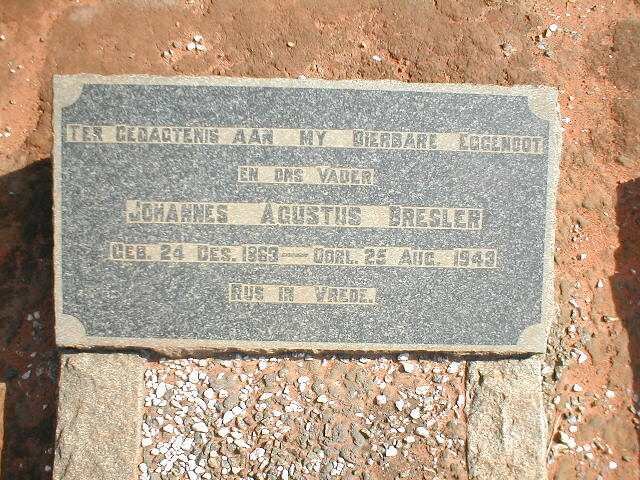 TER GEDAGTENIS AAN MY DIERBARE EGGENOOT
EN ONS VADER
JOHANNES AGUSTUS BRESLER
GEB. 24 DES. 1863 — OORL. 25 AUG. 1943
RUS IN VREDE.